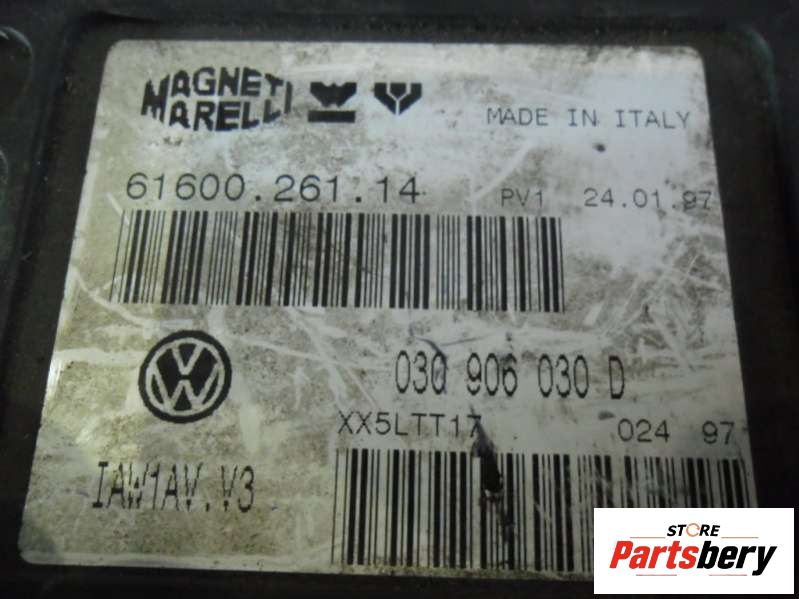 MAGNETI
MARELLI
MADE IN ITALY
61600.261.14
PV1 24.01.97
030 906 030 D
XX5LTT17 024 97
IAW1AV.V3
STORE
Partsbery